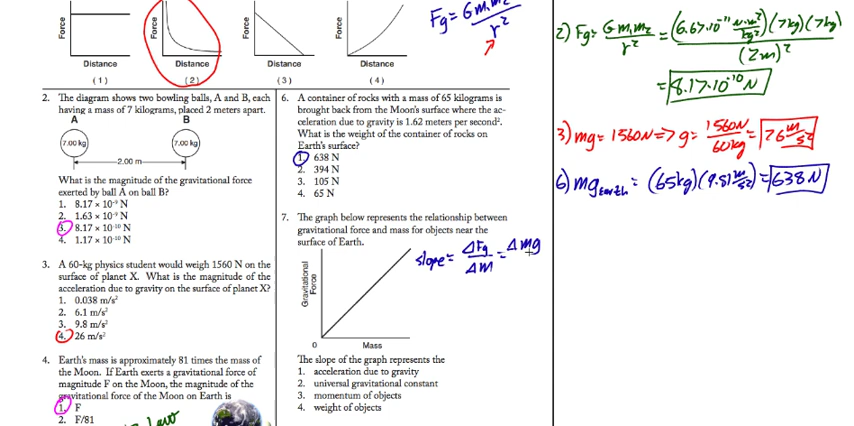 Force
Force
Force
Force
Distance
Distance
Distance
Distance
(1)
(2)
(3)
(4)
Fg = G m₁m₂ / r²
2. The diagram shows two bowling balls, A and B, each
having a mass of 7 kilograms, placed 2 meters apart.
A B
7.00 kg 7.00 kg
2.00 m
What is the magnitude of the gravitational force
exerted by ball A on ball B?
1. 8.17 × 10⁻⁹ N
2. 1.63 × 10⁻⁹ N
3. 8.17 × 10⁻¹⁰ N
4. 1.17 × 10⁻¹⁰ N
3. A 60-kg physics student would weigh 1560 N on the
surface of planet X. What is the magnitude of the
acceleration due to gravity on the surface of planet X?
1. 0.038 m/s²
2. 6.1 m/s²
3. 9.8 m/s²
4. 26 m/s²
4. Earth's mass is approximately 81 times the mass of
the Moon. If Earth exerts a gravitational force of
magnitude F on the Moon, the magnitude of the
gravitational force of the Moon on Earth is
1. F
2. F/81
Law
6. A container of rocks with a mass of 65 kilograms is
brought back from the Moon's surface where the ac-
celeration due to gravity is 1.62 meters per second².
What is the weight of the container of rocks on
Earth's surface?
1. 638 N
2. 394 N
3. 105 N
4. 65 N
7. The graph below represents the relationship between
gravitational force and mass for objects near the
surface of Earth.
Gravitational
Force
0
Mass
slope = ΔFg / Δm = Δmg
The slope of the graph represents the
1. acceleration due to gravity
2. universal gravitational constant
3. momentum of objects
4. weight of objects
2) Fg = G m₁m₂ / r² = (6.67·10⁻¹¹ N·m²/kg²)(7kg)(7kg) / (2m)²
= 8.17·10⁻¹⁰ N
3) mg = 1560N => g = 1560N / 60kg = 26 m/s²
6) mg Earth = (65kg)(9.81 m/s²) = 638 N